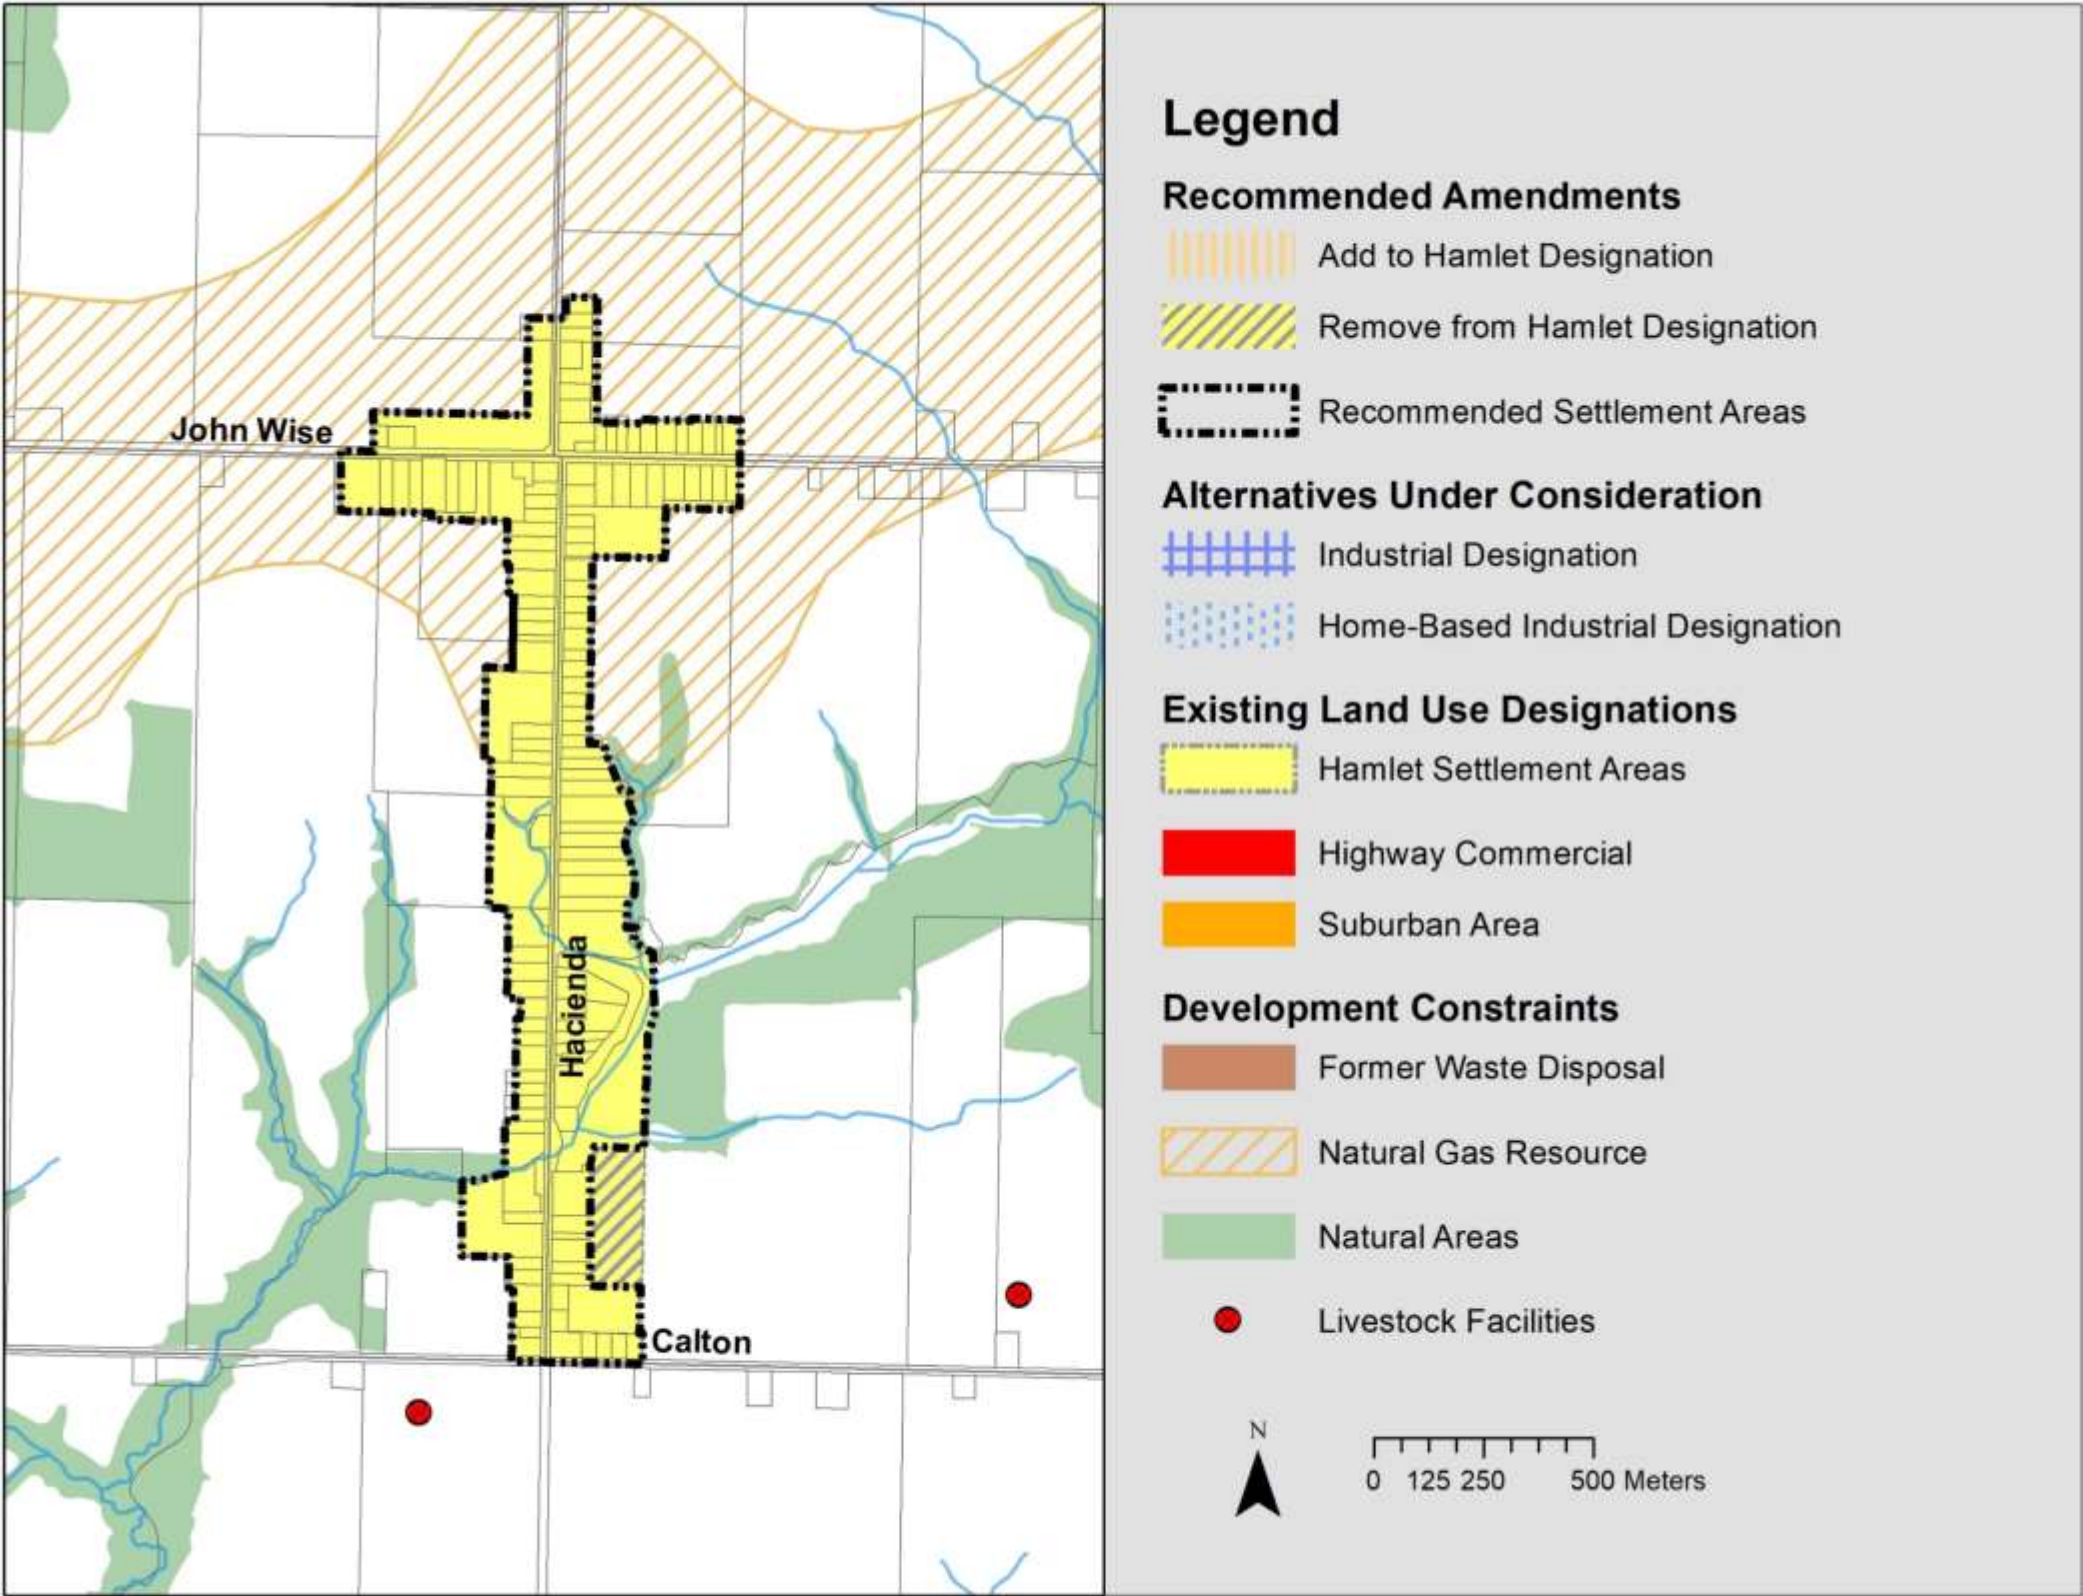 John Wise
Hacienda
Calton
Legend
Recommended Amendments
Add to Hamlet Designation
Remove from Hamlet Designation
Recommended Settlement Areas
Alternatives Under Consideration
Industrial Designation
Home-Based Industrial Designation
Existing Land Use Designations
Hamlet Settlement Areas
Highway Commercial
Suburban Area
Development Constraints
Former Waste Disposal
Natural Gas Resource
Natural Areas
Livestock Facilities
N
0 125 250 500 Meters